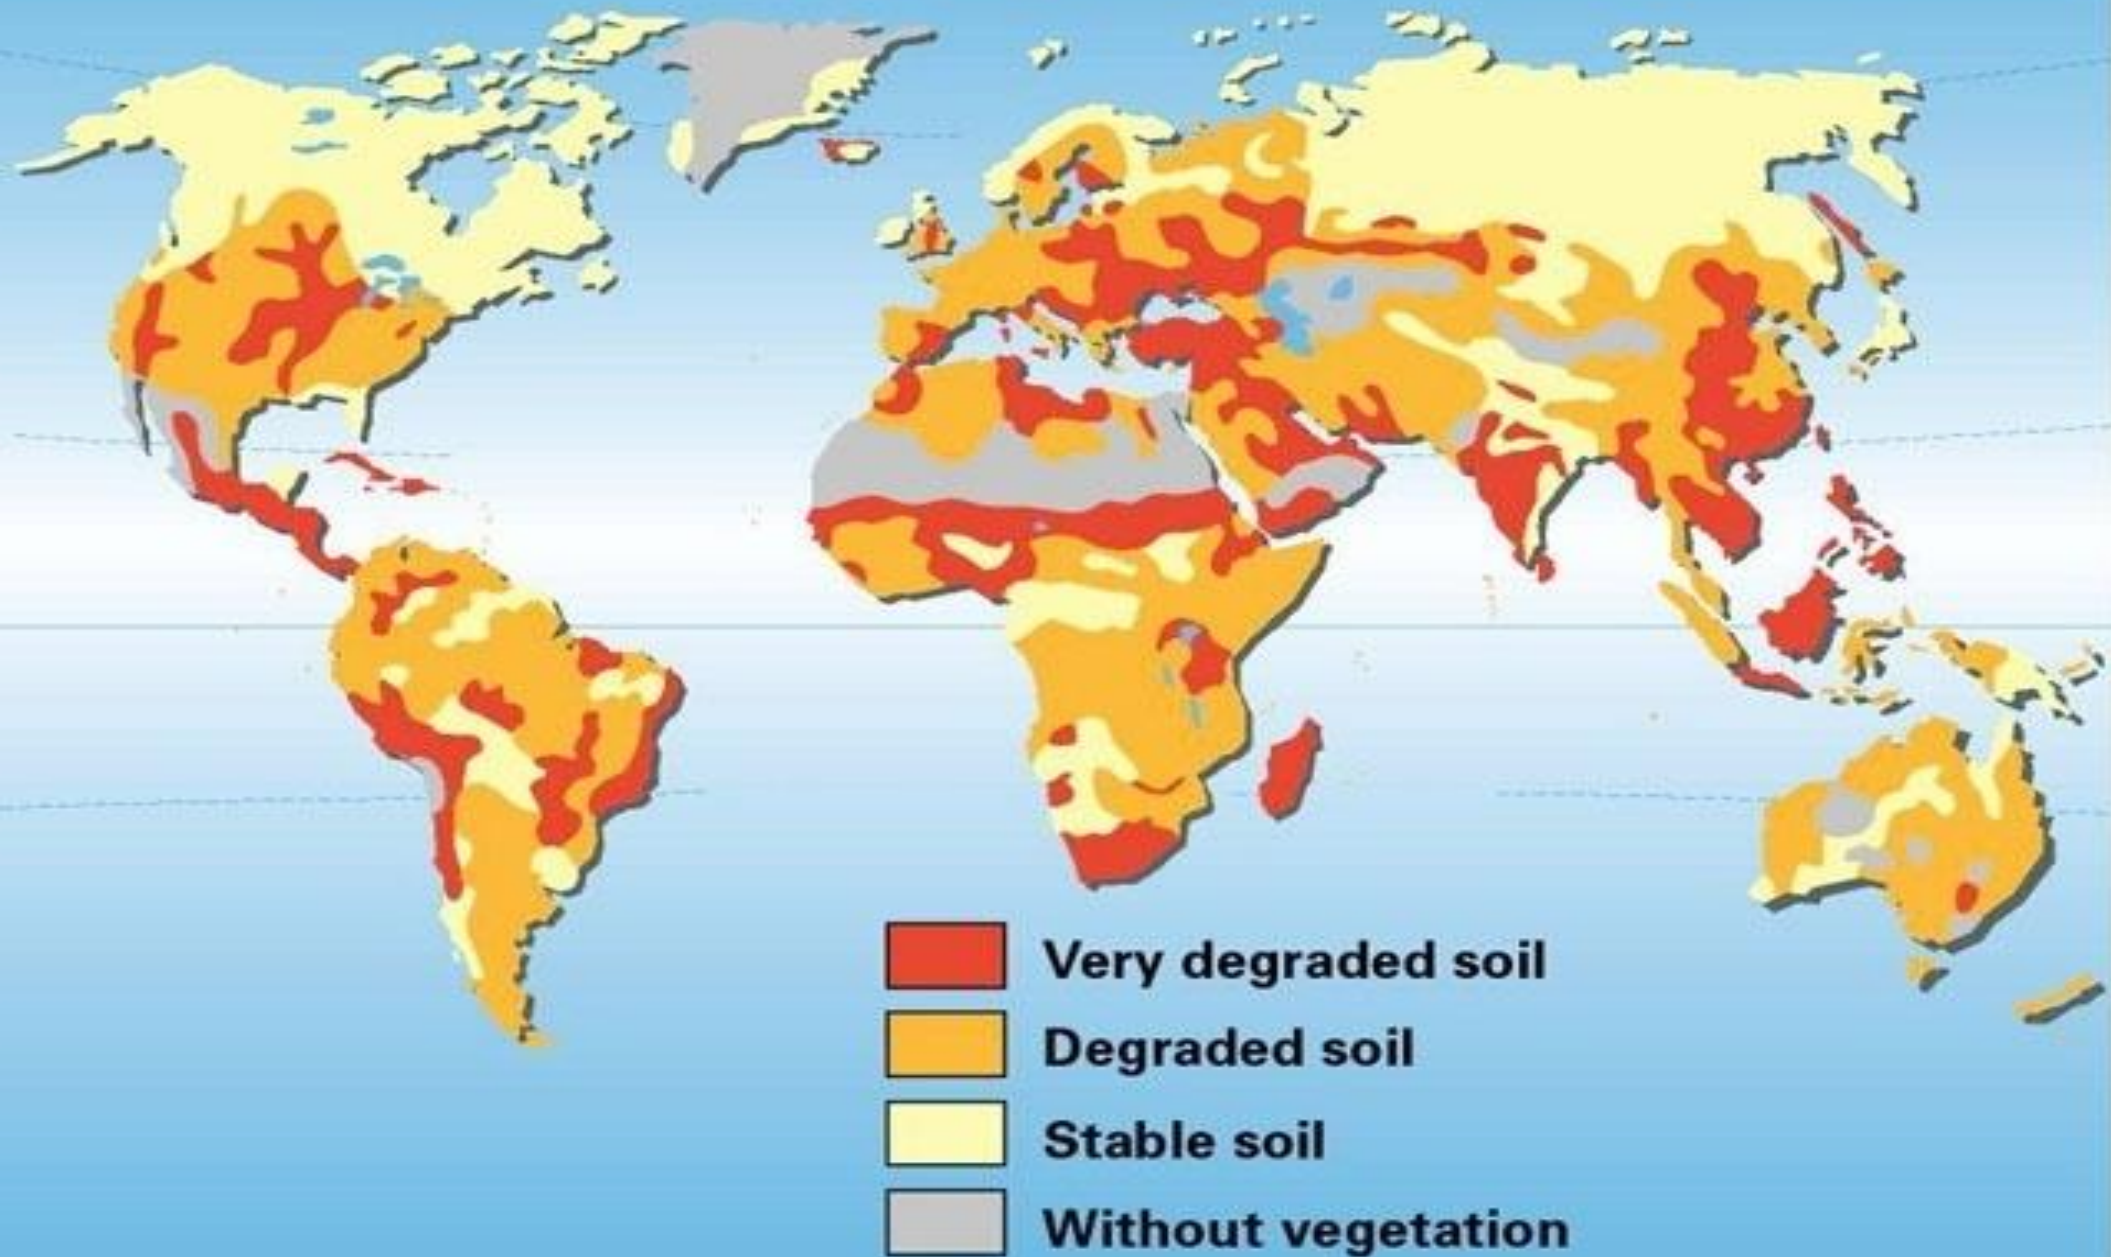 Very degraded soil
Degraded soil
Stable soil
Without vegetation